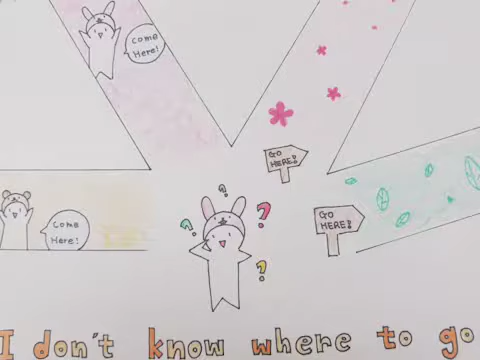 Come
Here!
GO
HERE!
Come
Here!
GO
HERE!
? ? ? ?
I don't know where to go